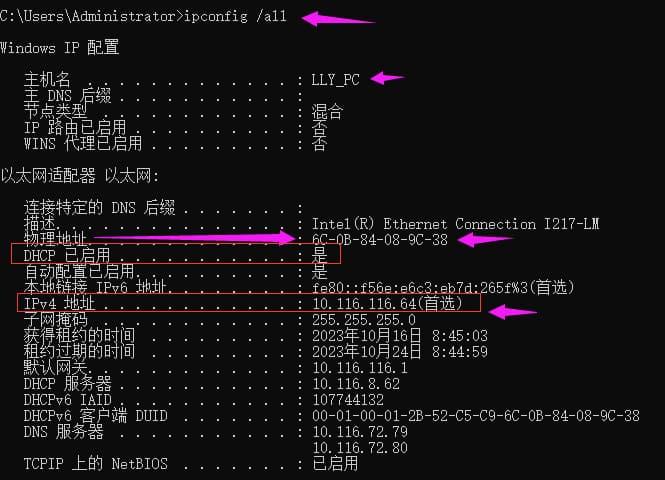 C:\Users\Administrator>ipconfig /all
Windows IP 配置
主机名 . . . . . . . . . . . . . : LLY_PC
主 DNS 后缀 . . . . . . . . . . . :
节点类型 . . . . . . . . . . . . : 混合
IP 路由已启用 . . . . . . . . . . : 否
WINS 代理已启用 . . . . . . . . . : 否
以太网适配器 以太网:
连接特定的 DNS 后缀 . . . . . . . :
描述. . . . . . . . . . . . . . . : Intel(R) Ethernet Connection I217-LM
物理地址. : 6C-0B-84-08-9C-38
DHCP 已启用 . . . . . . . . . . . : 是
自动配置已启用. . . . . . . . . . : 是
本地链接 IPv6 地址. . . . . . . . : fe80::f56e:e6c3:eb7d:265f%3(首选)
IPv4 地址 . . . . . . . . . . . . : 10.116.116.64(首选)
子网掩码 . . . . . . . . . . . . : 255.255.255.0
获得租约的时间 . . . . . . . . . : 2023年10月16日 8:45:03
租约过期的时间 . . . . . . . . . : 2023年10月24日 8:44:59
默认网关. . . . . . . . . . . . . : 10.116.116.1
DHCP 服务器 . . . . . . . . . . . : 10.116.8.62
DHCPv6 IAID . . . . . . . . . . . : 107744132
DHCPv6 客户端 DUID . . . . . . . : 00-01-00-01-2B-52-C5-C9-6C-0B-84-08-9C-38
DNS 服务器 . . . . . . . . . . . : 10.116.72.79
10.116.72.80
TCPIP 上的 NetBIOS . . . . . . . : 已启用